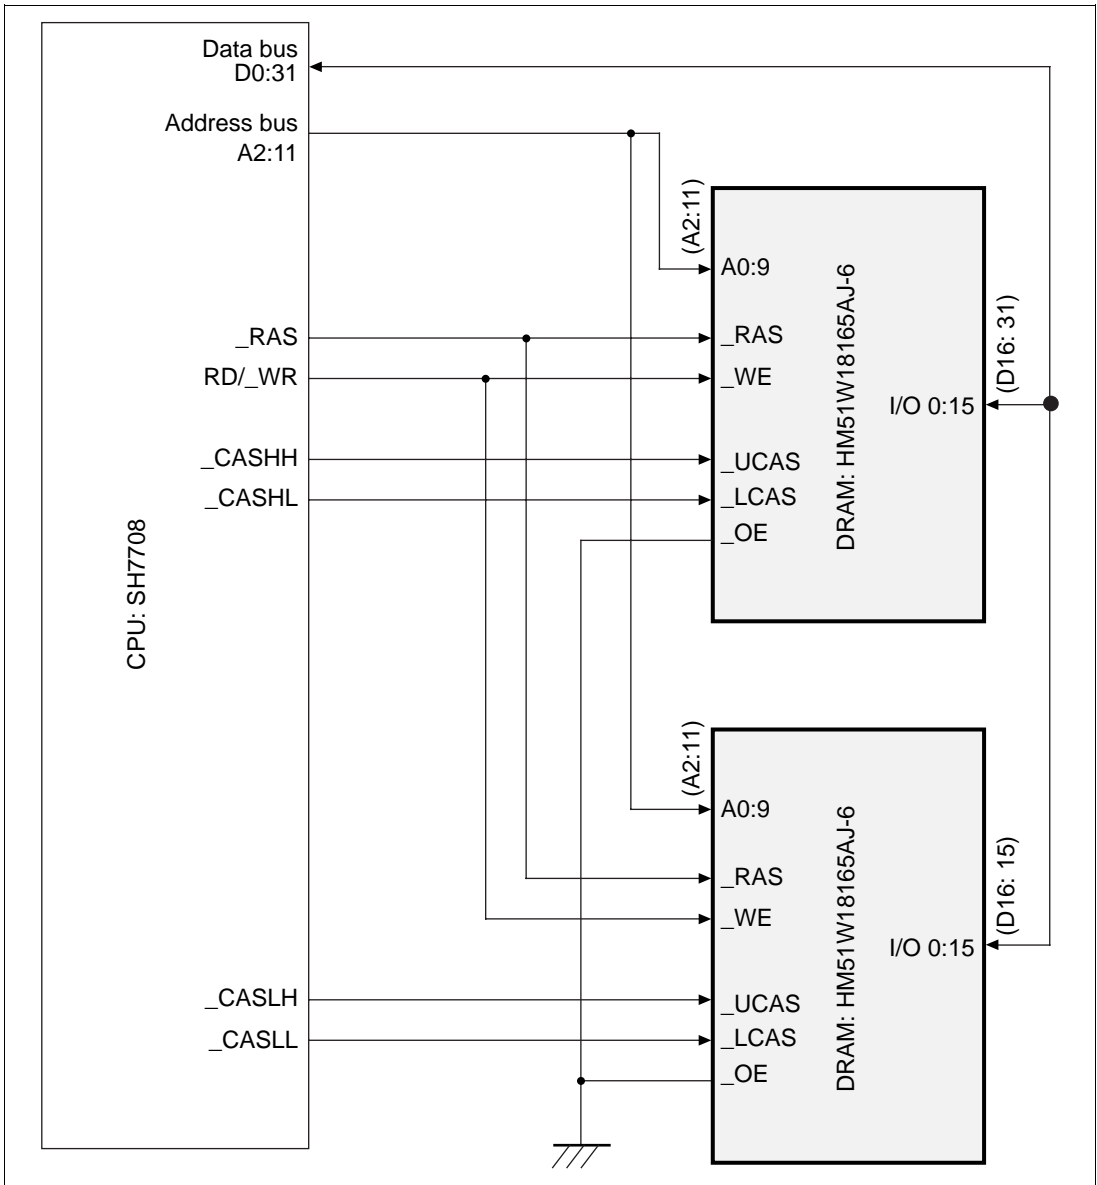 Data bus
D0:31
Address bus
A2:11
_RAS
RD/_WR
_CASHH
_CASHL
CPU: SH7708
_CASLH
_CASLL
(A2:11)
A0:9
_RAS
_WE
_UCAS
_LCAS
_OE
DRAM: HM51W18165AJ-6
I/O 0:15
(D16: 31)
(A2:11)
A0:9
_RAS
_WE
_UCAS
_LCAS
_OE
DRAM: HM51W18165AJ-6
I/O 0:15
(D16: 15)